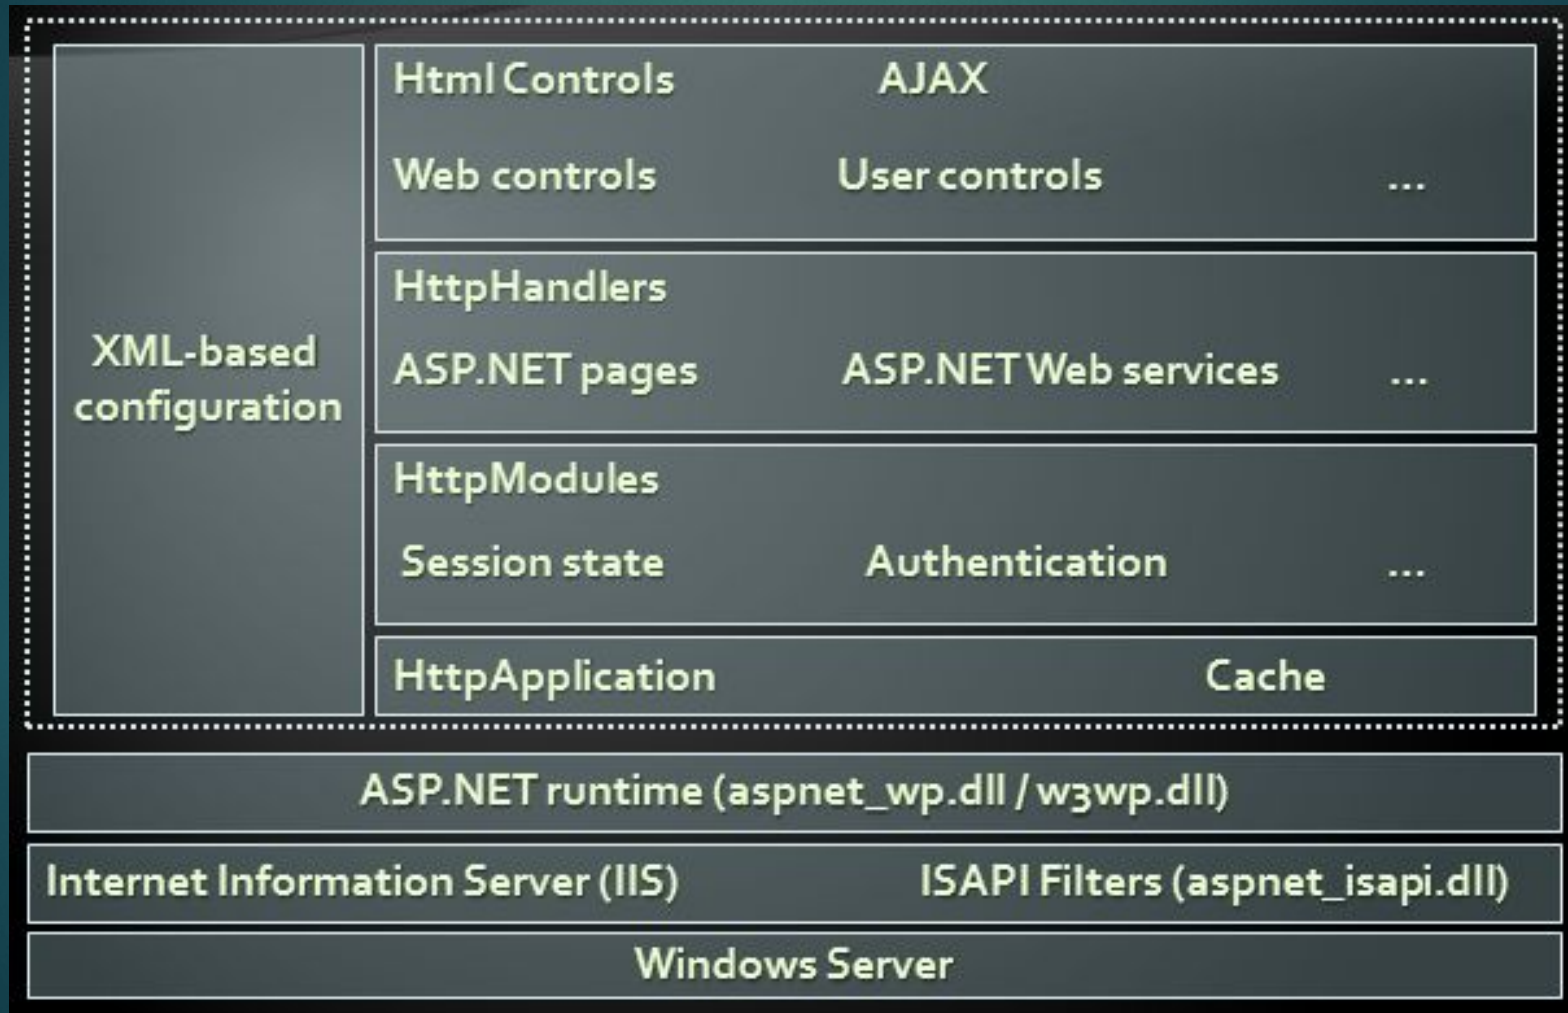 Html Controls AJAX
Web controls User controls ...
XML-based
configuration
HttpHandlers
ASP.NET pages ASP.NET Web services ...
HttpModules
Session state Authentication ...
HttpApplication Cache
ASP.NET runtime (aspnet_wp.dll / w3wp.dll)
Internet Information Server (IIS) ISAPI Filters (aspnet_isapi.dll)
Windows Server